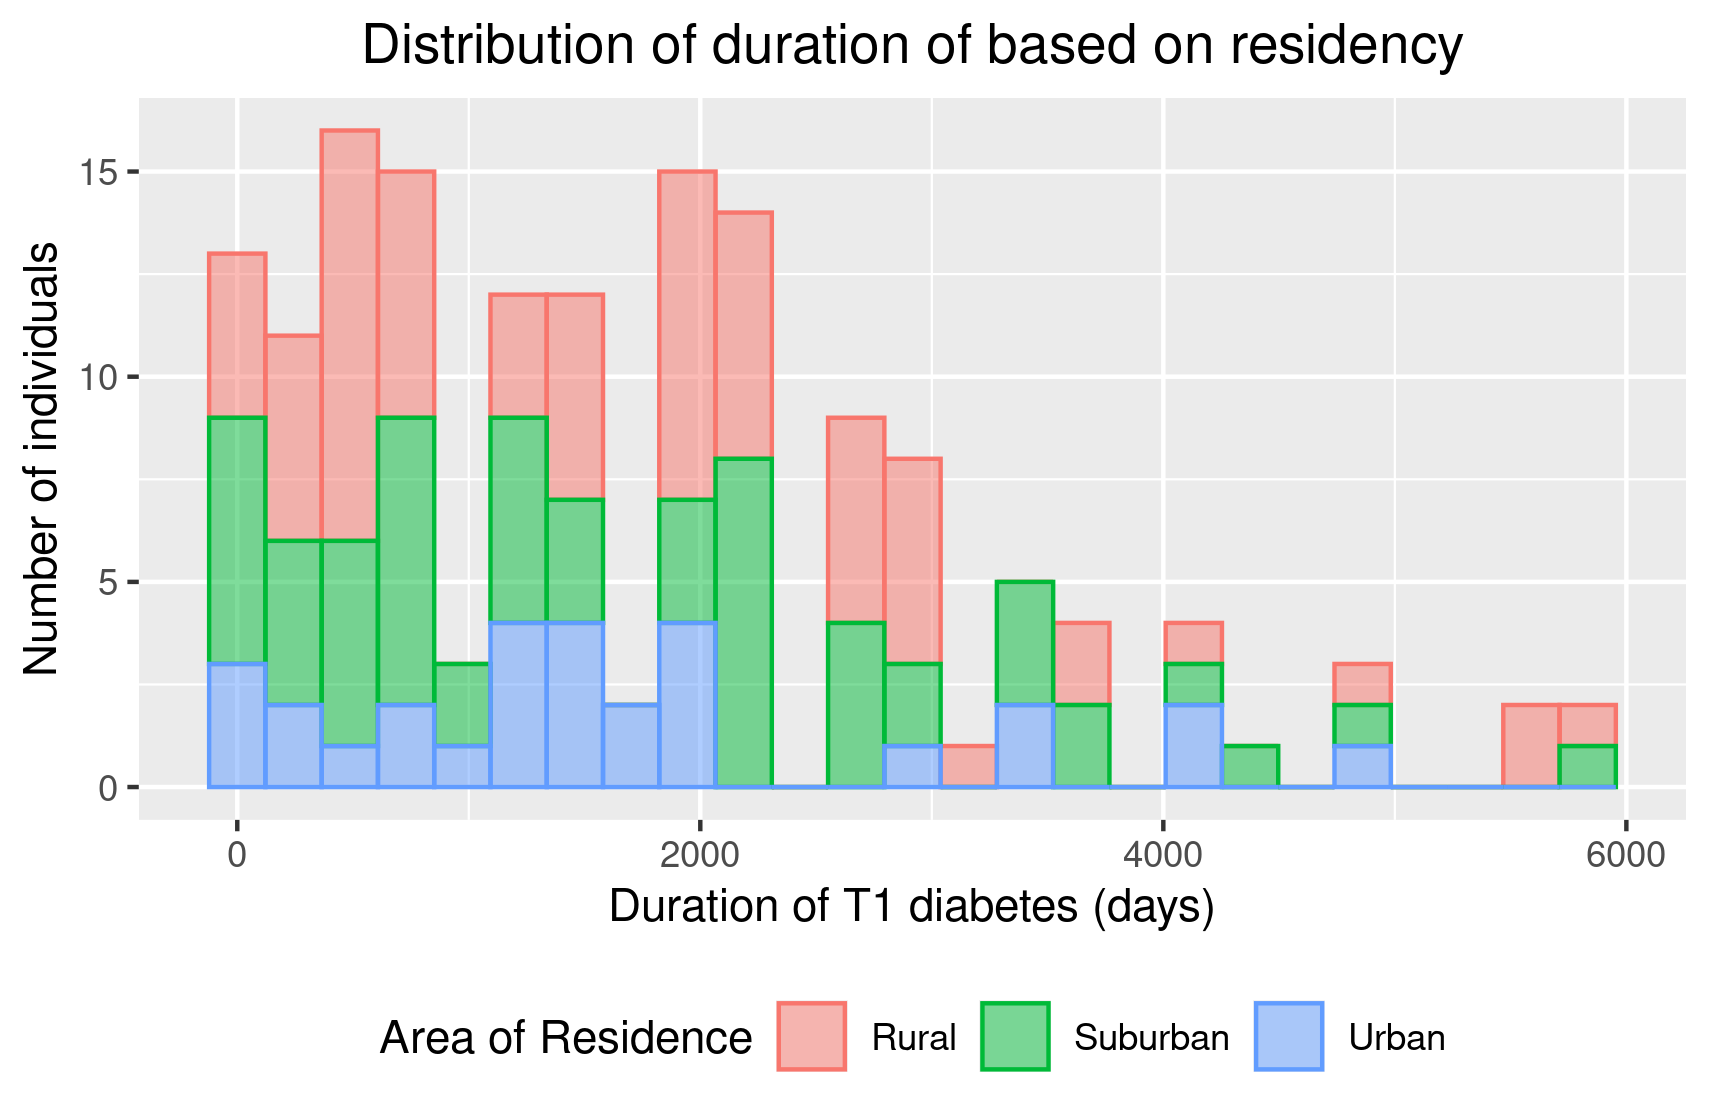 Distribution of duration of based on residency
Number of individuals
15
10
5
0
0 2000 4000 6000
Duration of T1 diabetes (days)
Area of Residence Rural Suburban Urban